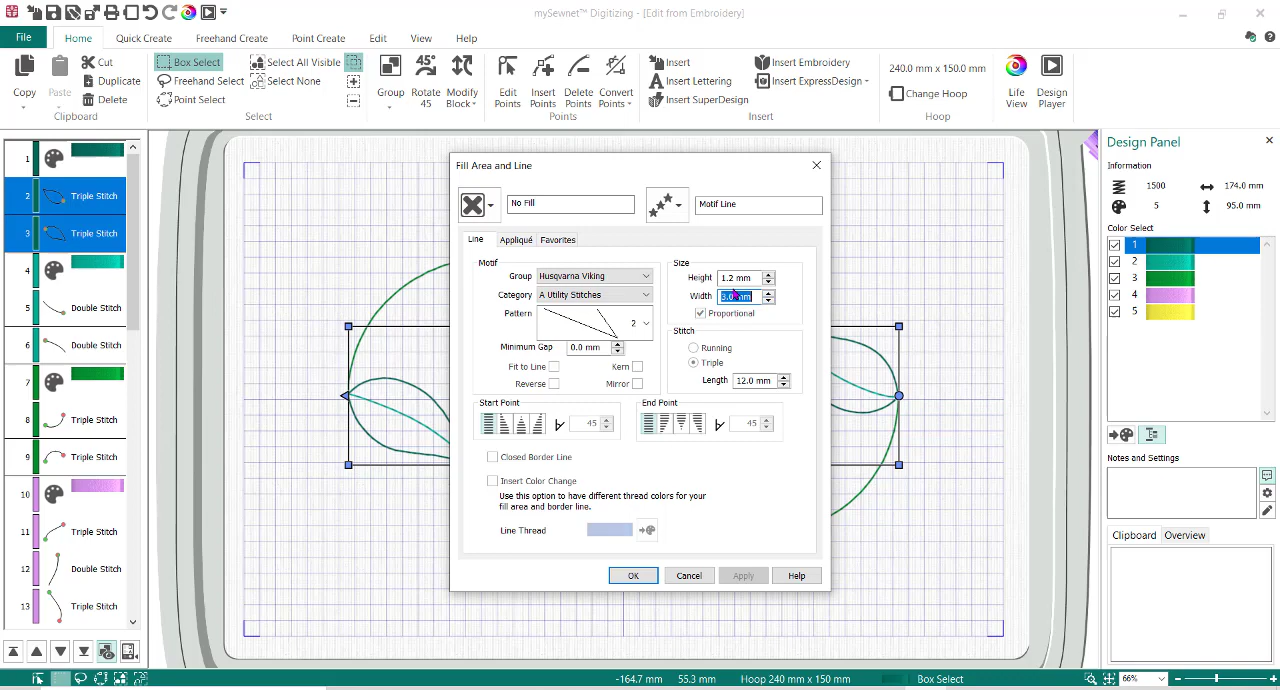 mySewnet™ Digitizing - [Edit from Embroidery]
File Home Quick Create Freehand Create Point Create Edit View Help
Copy Paste Cut Duplicate Delete
Clipboard
Box Select Freehand Select Point Select
Select All Visible Select None
Select
Group Rotate 45 Modify Block
45°
Edit Points Insert Points Delete Points Convert Points
Points
Insert Insert Lettering Insert SuperDesign
Insert Embroidery Insert ExpressDesign
Insert
240.0 mm x 150.0 mm
Change Hoop
Hoop
Life View Design Player
1
2 Triple Stitch
3 Triple Stitch
4
5 Double Stitch
6 Double Stitch
7
8 Triple Stitch
9 Triple Stitch
10
11 Triple Stitch
12 Double Stitch
13 Triple Stitch
Fill Area and Line
No Fill Motif Line
Line Appliqué Favorites
Motif
Group Husqvarna Viking
Category A Utility Stitches
Pattern 2
Minimum Gap 0.0 mm
Fit to Line Kern
Reverse Mirror
Size
Height 1.2 mm
Width
Proportional
Stitch
Running
Triple
Length 12.0 mm
Start Point
45
End Point
45
Closed Border Line
Insert Color Change
Use this option to have different thread colors for your
fill area and border line.
Line Thread
OK Cancel Apply Help
Design Panel
Information
1500 174.0 mm
5 95.0 mm
Color Select
1
2
3
4
5
Notes and Settings
Clipboard Overview
-164.7 mm 55.3 mm Hoop 240 mm x 150 mm Box Select 66%